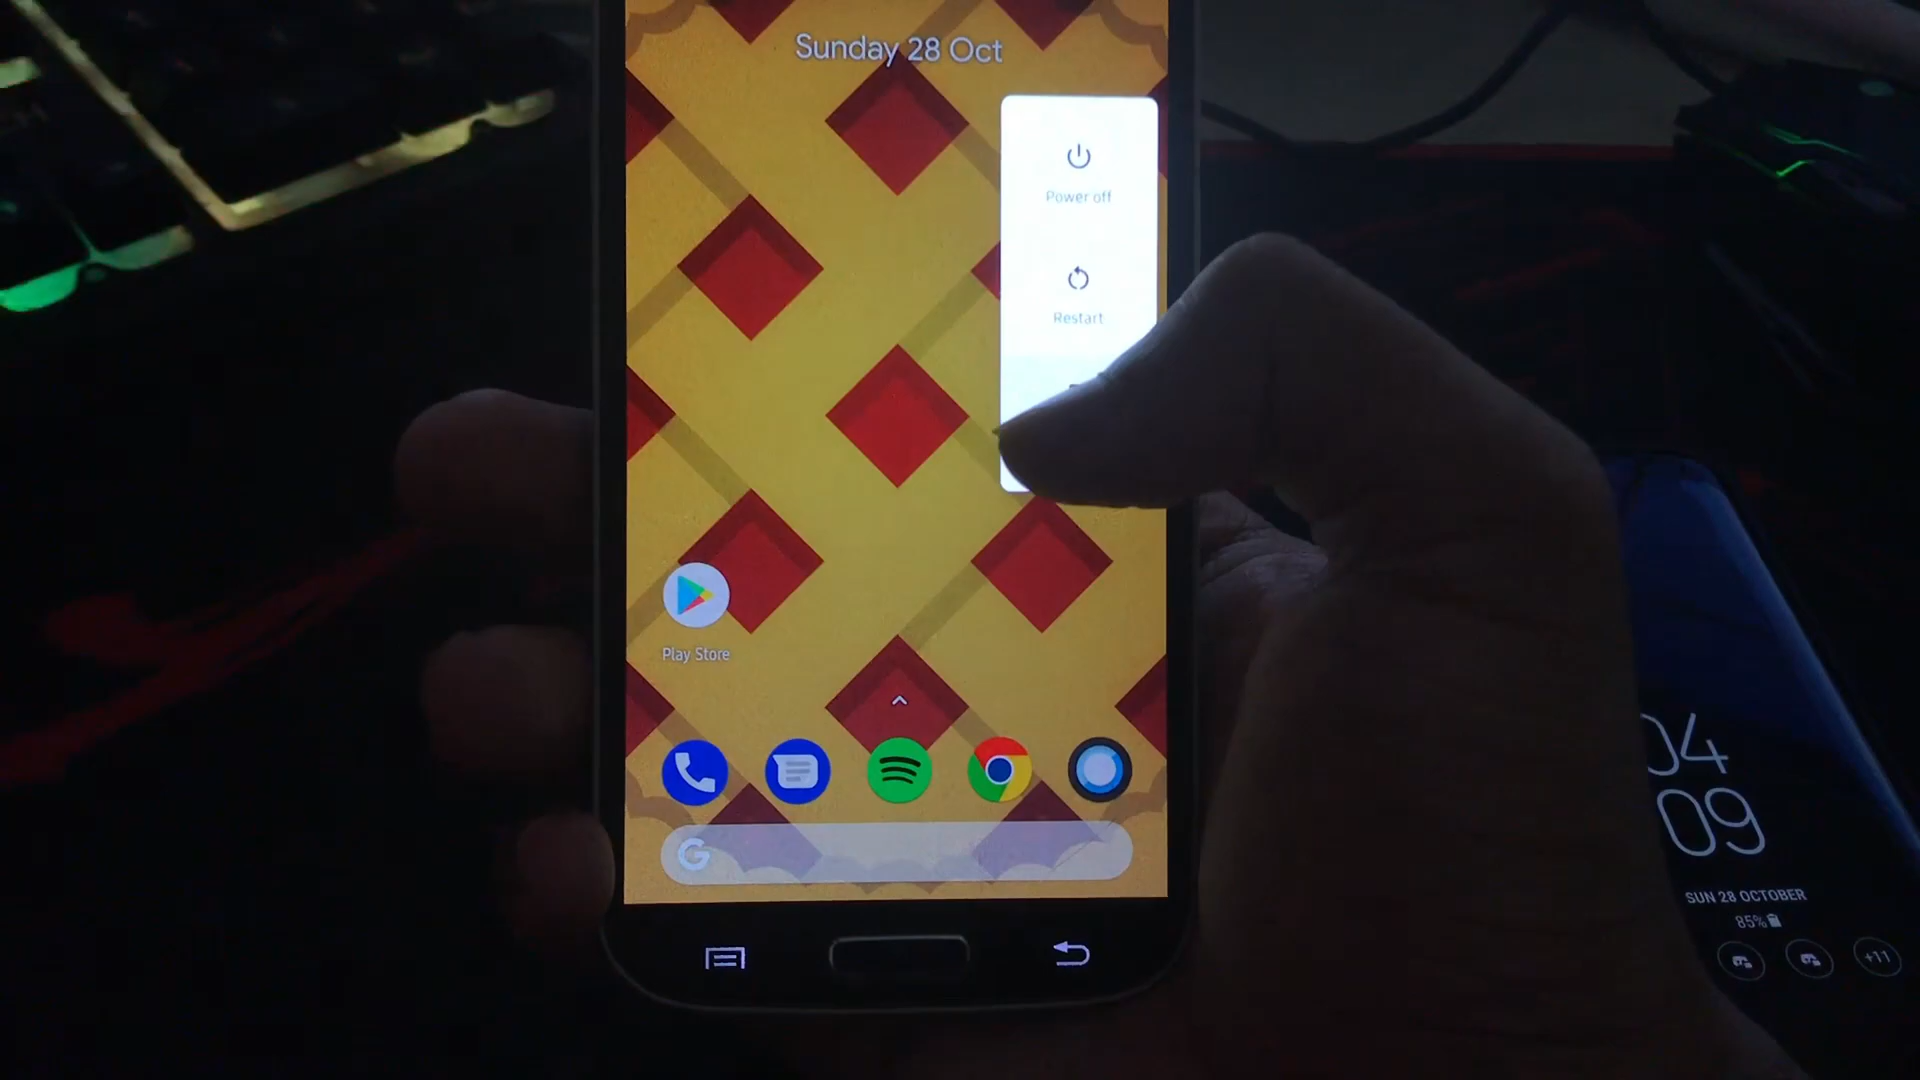 Sunday 28 Oct
Power off
Restart
Play Store
G
04
09
SUN 28 OCTOBER
85%
+11